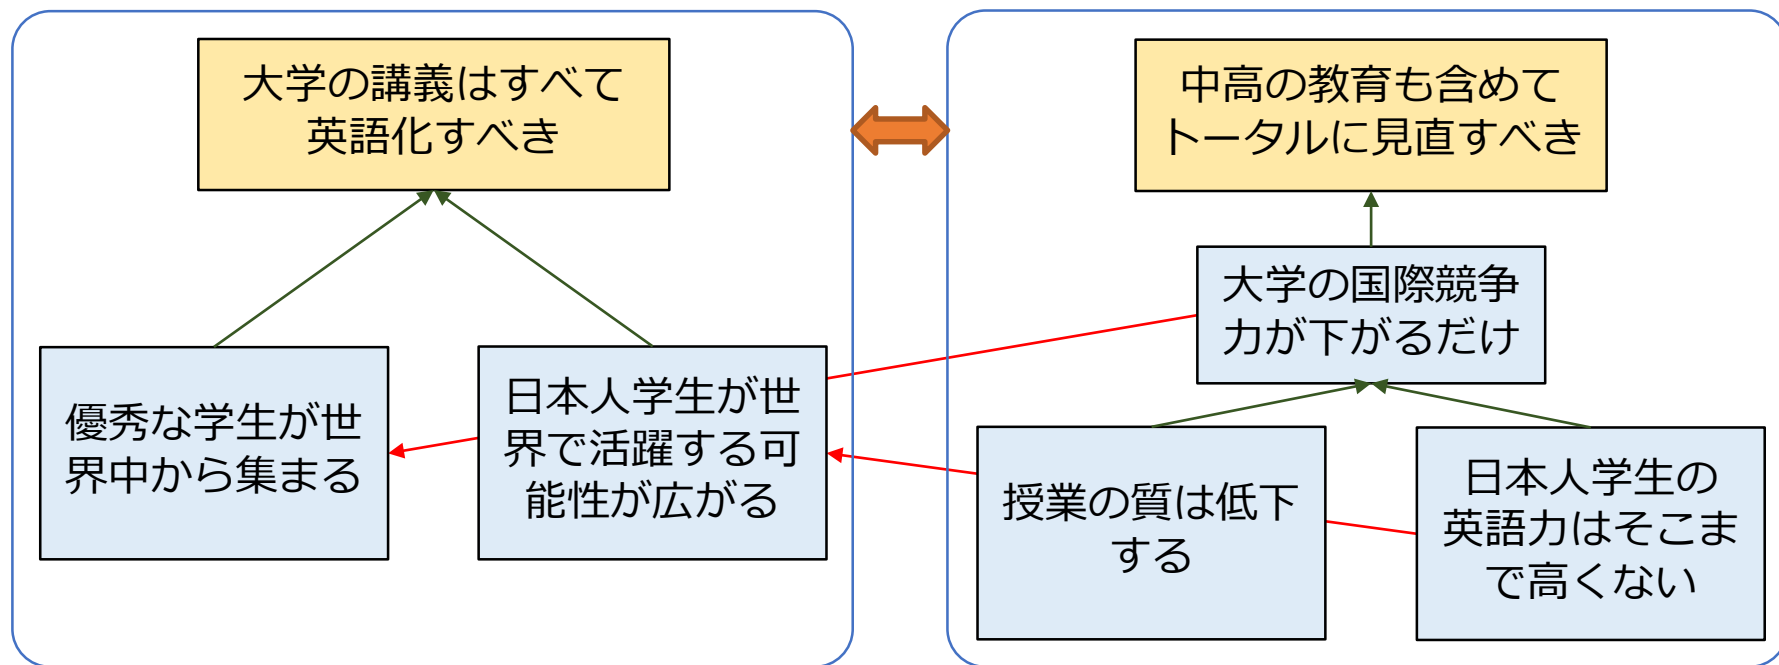 大学の講義はすべて
英語化すべき
優秀な学生が世
界中から集まる
日本人学生が世
界で活躍する可
能性が広がる
中高の教育も含めて
トータルに見直すべき
大学の国際競争
力が下がるだけ
授業の質は低下
する
日本人学生の
英語力はそこま
で高くない